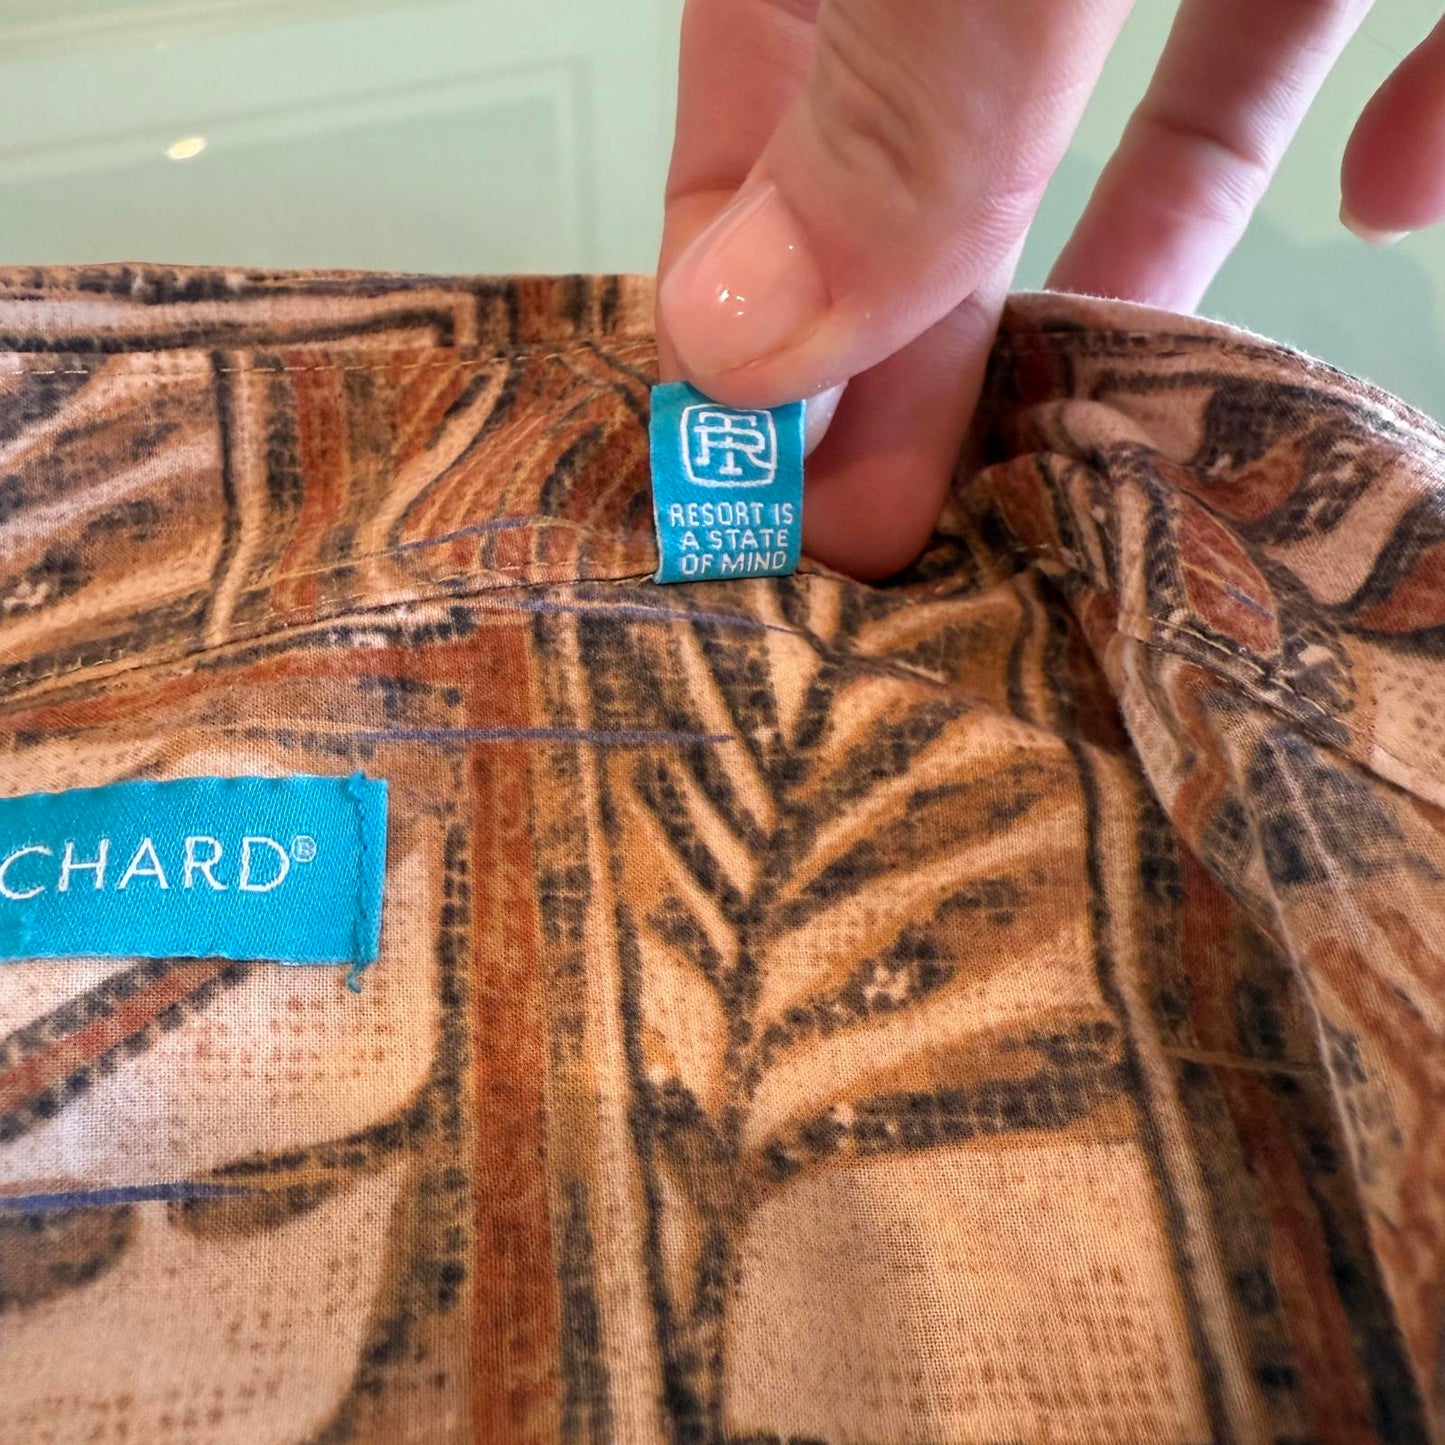 RESORT IS
A STATE
OF MIND
CHARD®